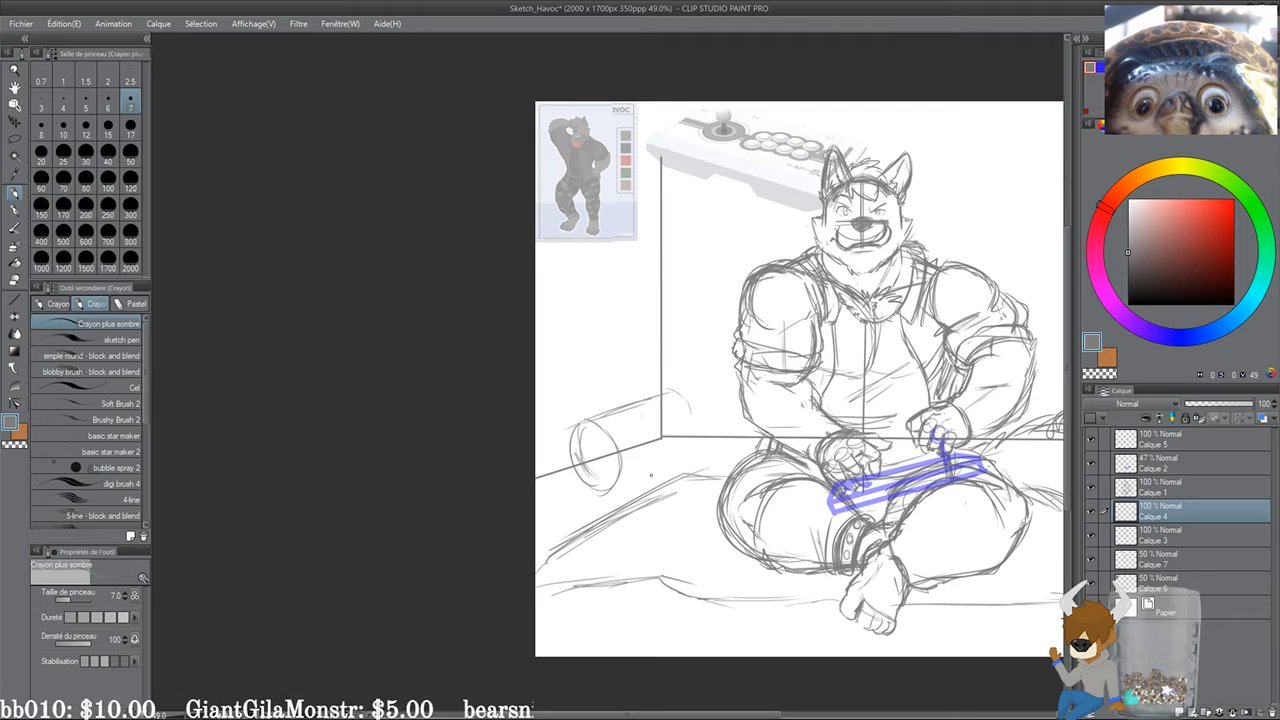 Sketch_Havoc* (2000 x 1700px 350ppp 49.0%) - CLIP STUDIO PAINT PRO
Fichier Édition(E) Animation Calque Sélection Affichage(V) Filtre Fenêtre(W) Aide(H)
Taille de pinceau [Crayon plus
0.7 1 1.5 2 2.5
3 4 5 6 7
8 10 12 15 17
20 25 30 40 50
60 70 80 100 120
150 170 200 250 300
400 500 600 700 800
1000 1200 1500 1700 2000
Outil secondaire [Crayon plus
Crayon Crayo Pastel
Crayon plus sombre
sketch pen
simple round - block and blend
blobby brush - block and blend
Cel
Soft Brush 2
Brushy Brush 2
basic star maker
basic star maker 2
bubble spray 2
digi brush 4
4-line
5-line - block and blend
Propriétés de l'outil
Crayon plus sombre
Taille de pinceau 7.0
Dureté
Densité du pinceau 100
Stabilisation
H 0 S 0 V 49
Calque
Normal 100
100 % Normal
Calque 5
47 % Normal
Calque 2
100 % Normal
Calque 1
100 % Normal
Calque 4
100 % Normal
Calque 3
50 % Normal
Calque 7
50 % Normal
Calque 6
Papier
bb010: $10.00 GiantGilaMonstr: $5.00 bearsn